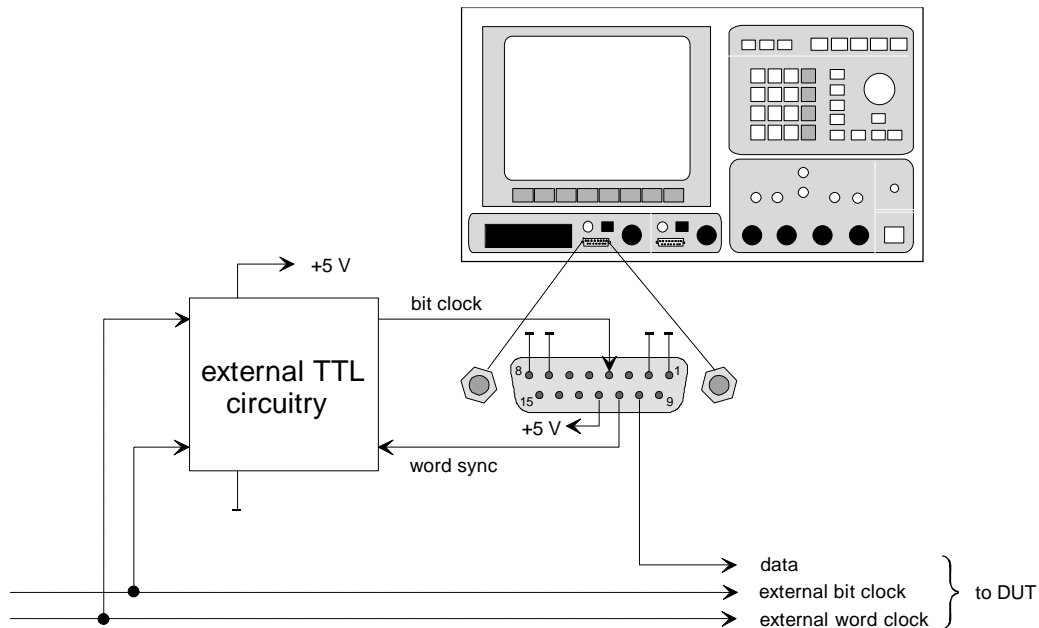 +5 V
bit clock
external TTL
circuitry
8
1
15
9
+5 V
word sync
data
external bit clock
to DUT
external word clock